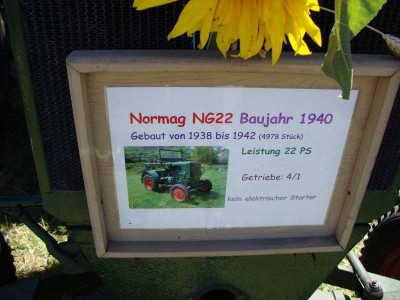 Normag NG22 Baujahr 1940
Gebaut von 1938 bis 1942 (4978 Stück)
Leistung 22 PS
Getriebe: 4/1
kein elektrischer Starter